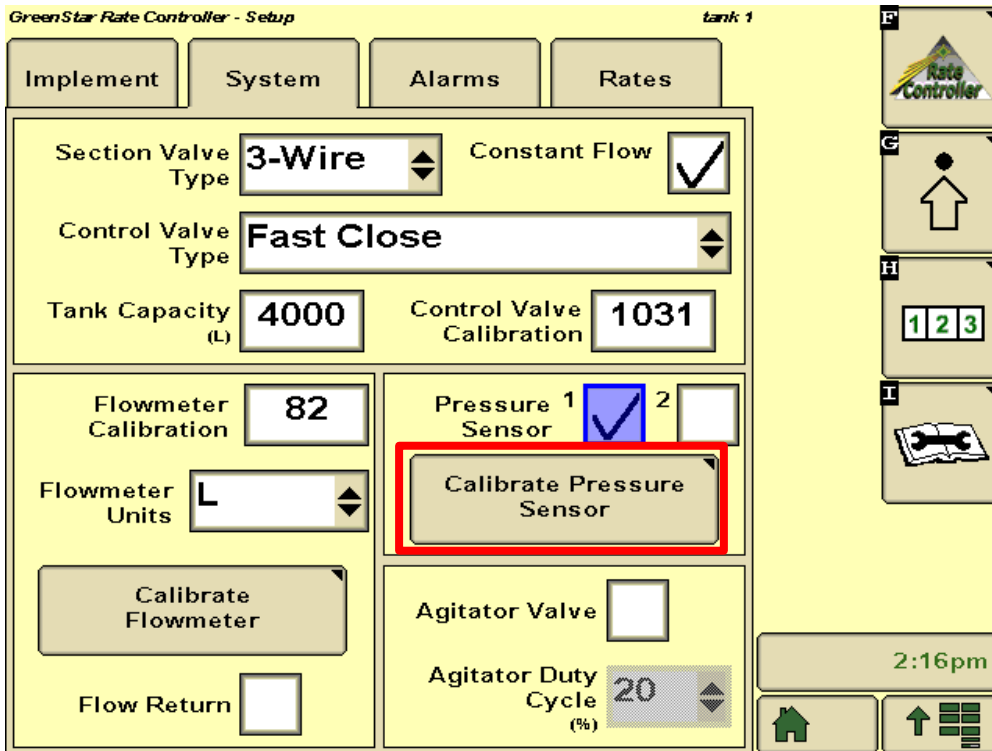 GreenStar Rate Controller - Setup
tank 1
Implement
System
Alarms
Rates
Section Valve
Type
3-Wire
Constant Flow
Control Valve
Type
Fast Close
Tank Capacity
(L)
4000
Control Valve
Calibration
1031
Flowmeter
Calibration
82
Pressure
Sensor
1
2
Flowmeter
Units
L
Calibrate Pressure
Sensor
Calibrate
Flowmeter
Agitator Valve
Flow Return
Agitator Duty
Cycle
(%)
20
F
Rate
Controller
G
H
1 2 3
I
2:16pm